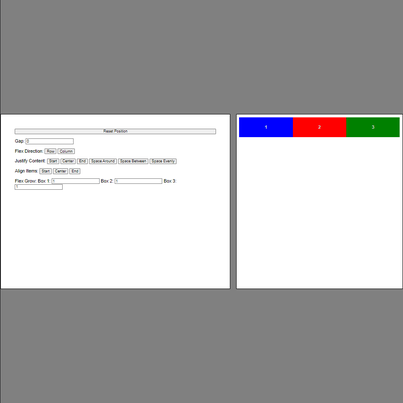 Reset Position
Gap: 0
Flex Direction: Row Column
Justify Content: Start Center End Space Around Space Between Space Evenly
Align Items: Start Center End
Flex Grow: Box 1: 1 Box 2: 1 Box 3:
1 2 3